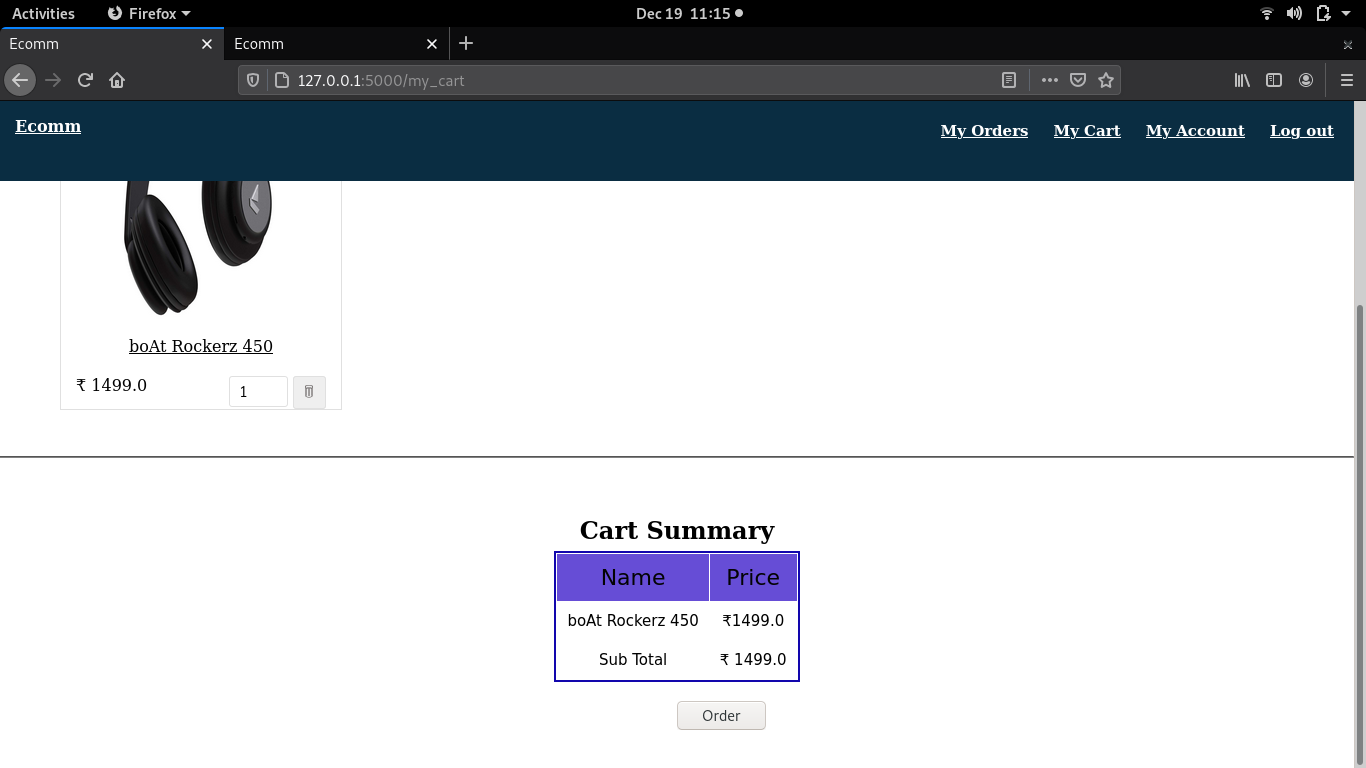 Activities Firefox Dec 19 11:15
Ecomm Ecomm
127.0.0.1:5000/my_cart
Ecomm My Orders My Cart My Account Log out
boAt Rockerz 450
₹ 1499.0 1
Cart Summary
Name Price
boAt Rockerz 450 ₹1499.0
Sub Total ₹ 1499.0
Order